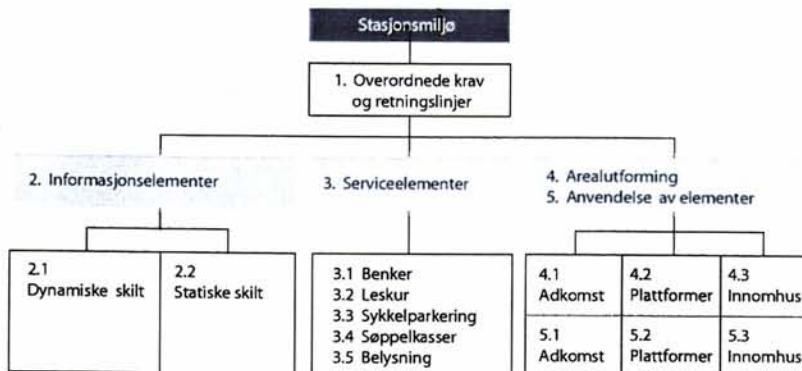 Stasjonsmiljø
1. Overordnede krav
og retningslinjer
2. Informasjonselementer
3. Serviceelementer
4. Arealutforming
5. Anvendelse av elementer
2.1
Dynamiske skilt
2.2
Statiske skilt
3.1 Benker
3.2 Leskur
3.3 Sykkelparkering
3.4 Søppelkasser
3.5 Belysning
4.1
Adkomst
4.2
Plattformer
4.3
Innomhus
5.1
Adkomst
5.2
Plattformer
5.3
Innomhus